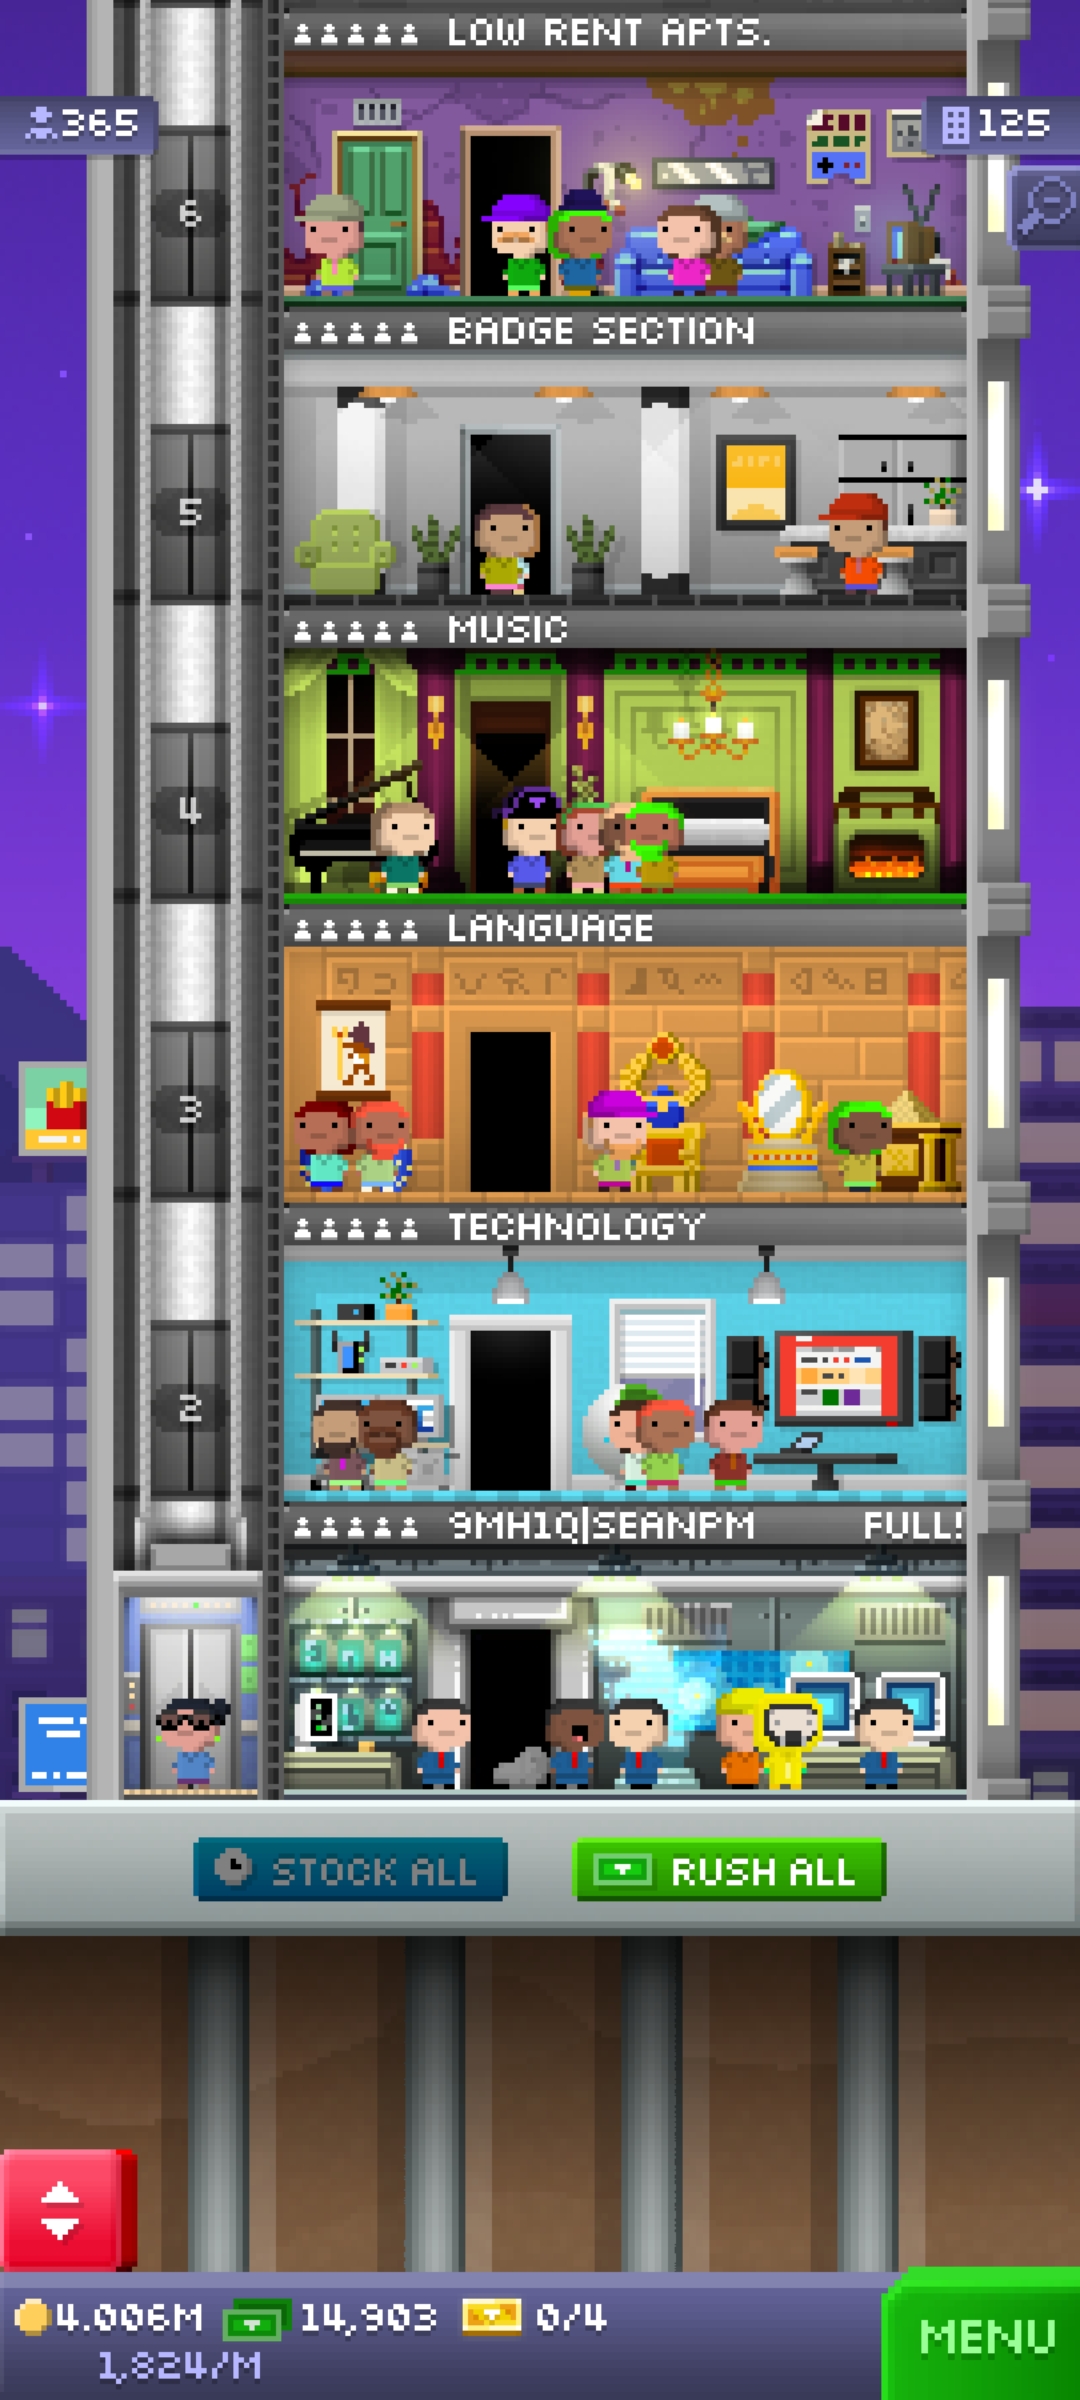 LOW RENT APTS.
365
125
6
BADGE SECTION
5
MUSIC
4
LANGUAGE
3
TECHNOLOGY
2
9MH1Q|SEANPM FULL!
STOCK ALL
RUSH ALL
4.006M 14,903 0/4
1,824/M
MENU